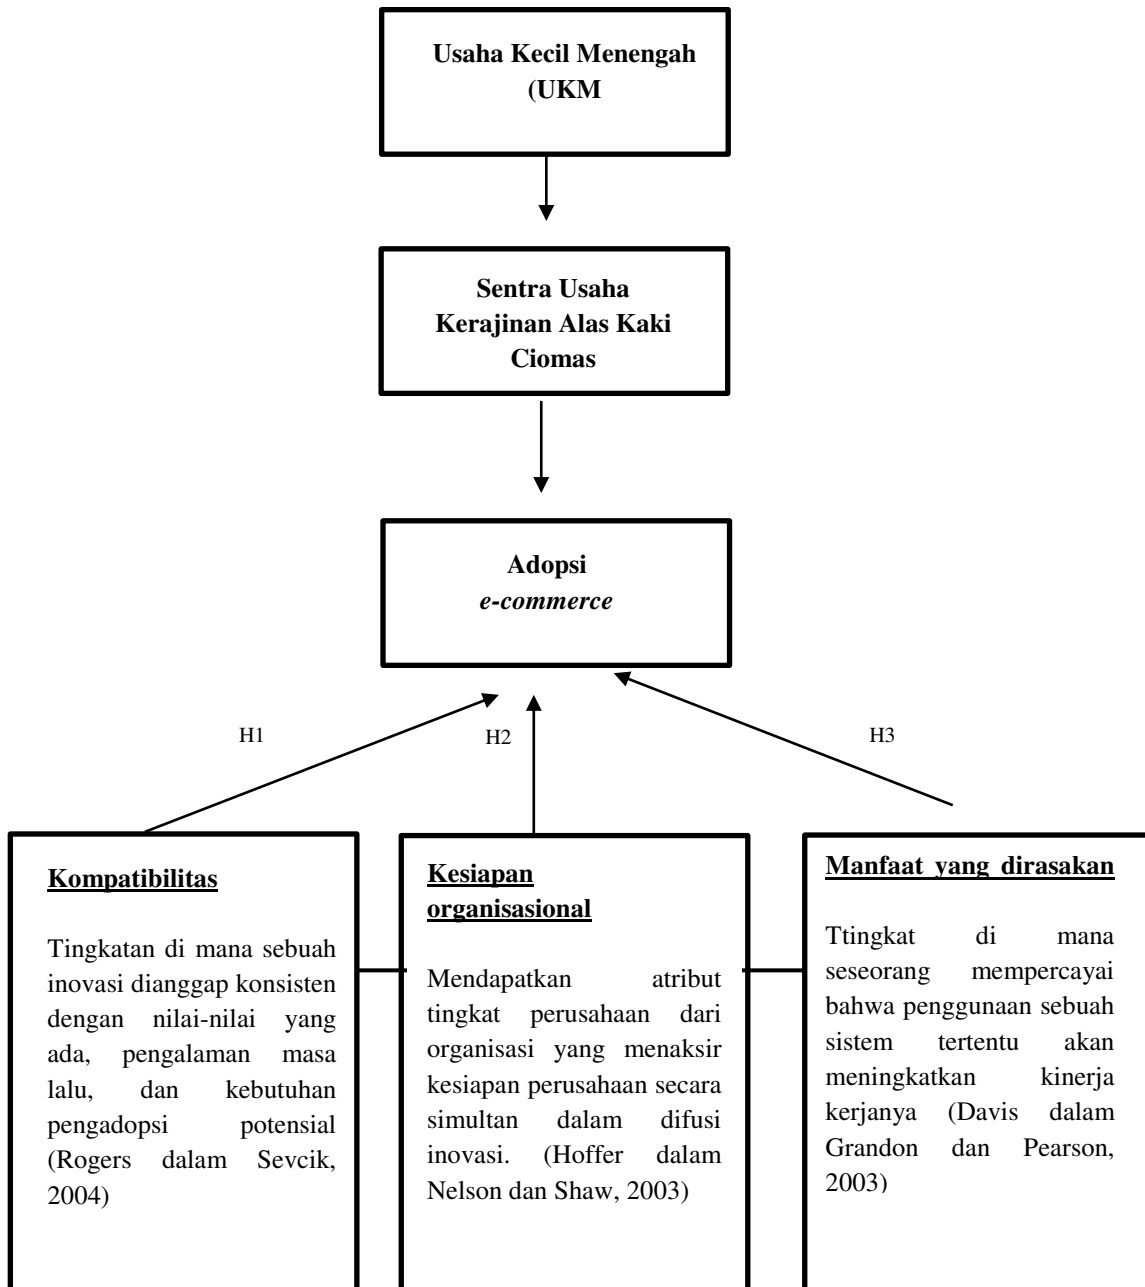 Usaha Kecil Menengah
(UKM
Sentra Usaha
Kerajinan Alas Kaki
Ciomas
Adopsi
e-commerce
H1
H2
H3
Kompatibilitas
Tingkatan di mana sebuah
inovasi dianggap konsisten
dengan nilai-nilai yang
ada, pengalaman masa
lalu, dan kebutuhan
pengadopsi potensial
(Rogers dalam Sevcik,
2004)
Kesiapan
organisasional
Mendapatkan atribut
tingkat perusahaan dari
organisasi yang menaksir
kesiapan perusahaan secara
simultan dalam difusi
inovasi. (Hoffer dalam
Nelson dan Shaw, 2003)
Manfaat yang dirasakan
Ttingkat di mana
seseorang mempercayai
bahwa penggunaan sebuah
sistem tertentu akan
meningkatkan kinerja
kerjanya (Davis dalam
Grandon dan Pearson,
2003)